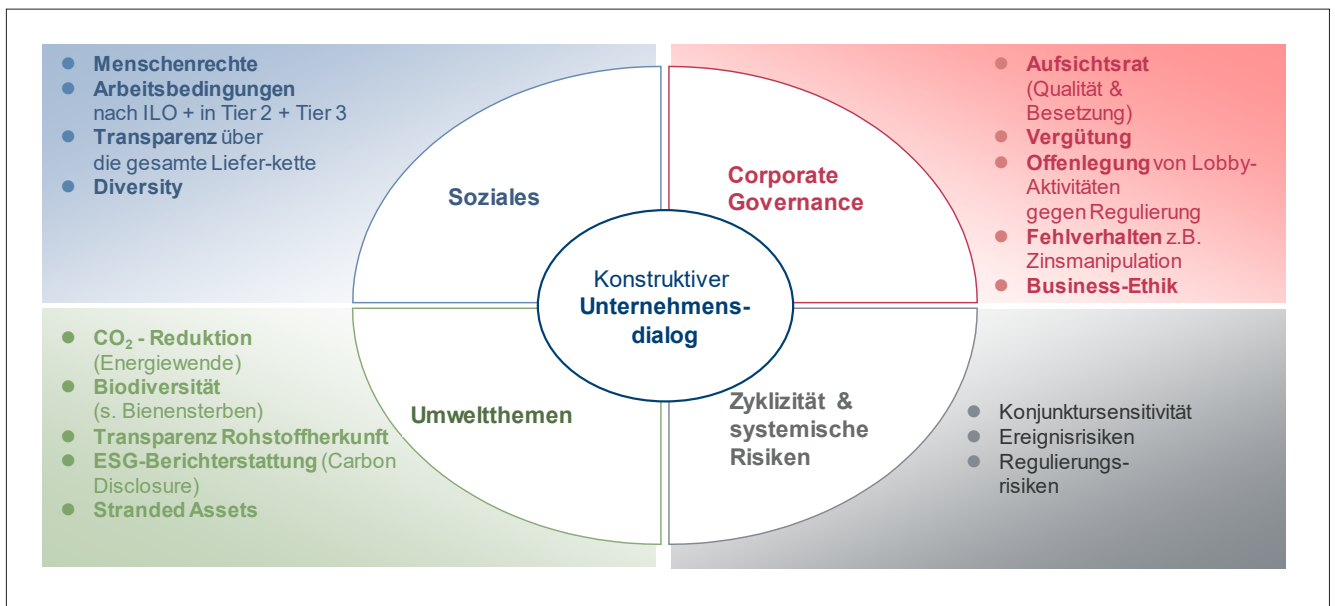 Menschenrechte
Arbeitsbedingungen
nach ILO + in Tier 2 + Tier 3
Transparenz über
die gesamte Liefer-kette
Diversity
Soziales
Corporate
Governance
Aufsichtsrat
(Qualität &
Besetzung)
Vergütung
Offenlegung von Lobby-
Aktivitäten
gegen Regulierung
Fehlverhalten z.B.
Zinsmanipulation
Business-Ethik
Konstruktiver
Unternehmens-
dialog
CO₂ - Reduktion
(Energiewende)
Biodiversität
(s. Bienensterben)
Transparenz Rohstoffherkunft
ESG-Berichterstattung (Carbon
Disclosure)
Stranded Assets
Umweltthemen
Zyklizität &
systemische
Risiken
Konjunktursensitivität
Ereignisrisiken
Regulierungs-
risiken